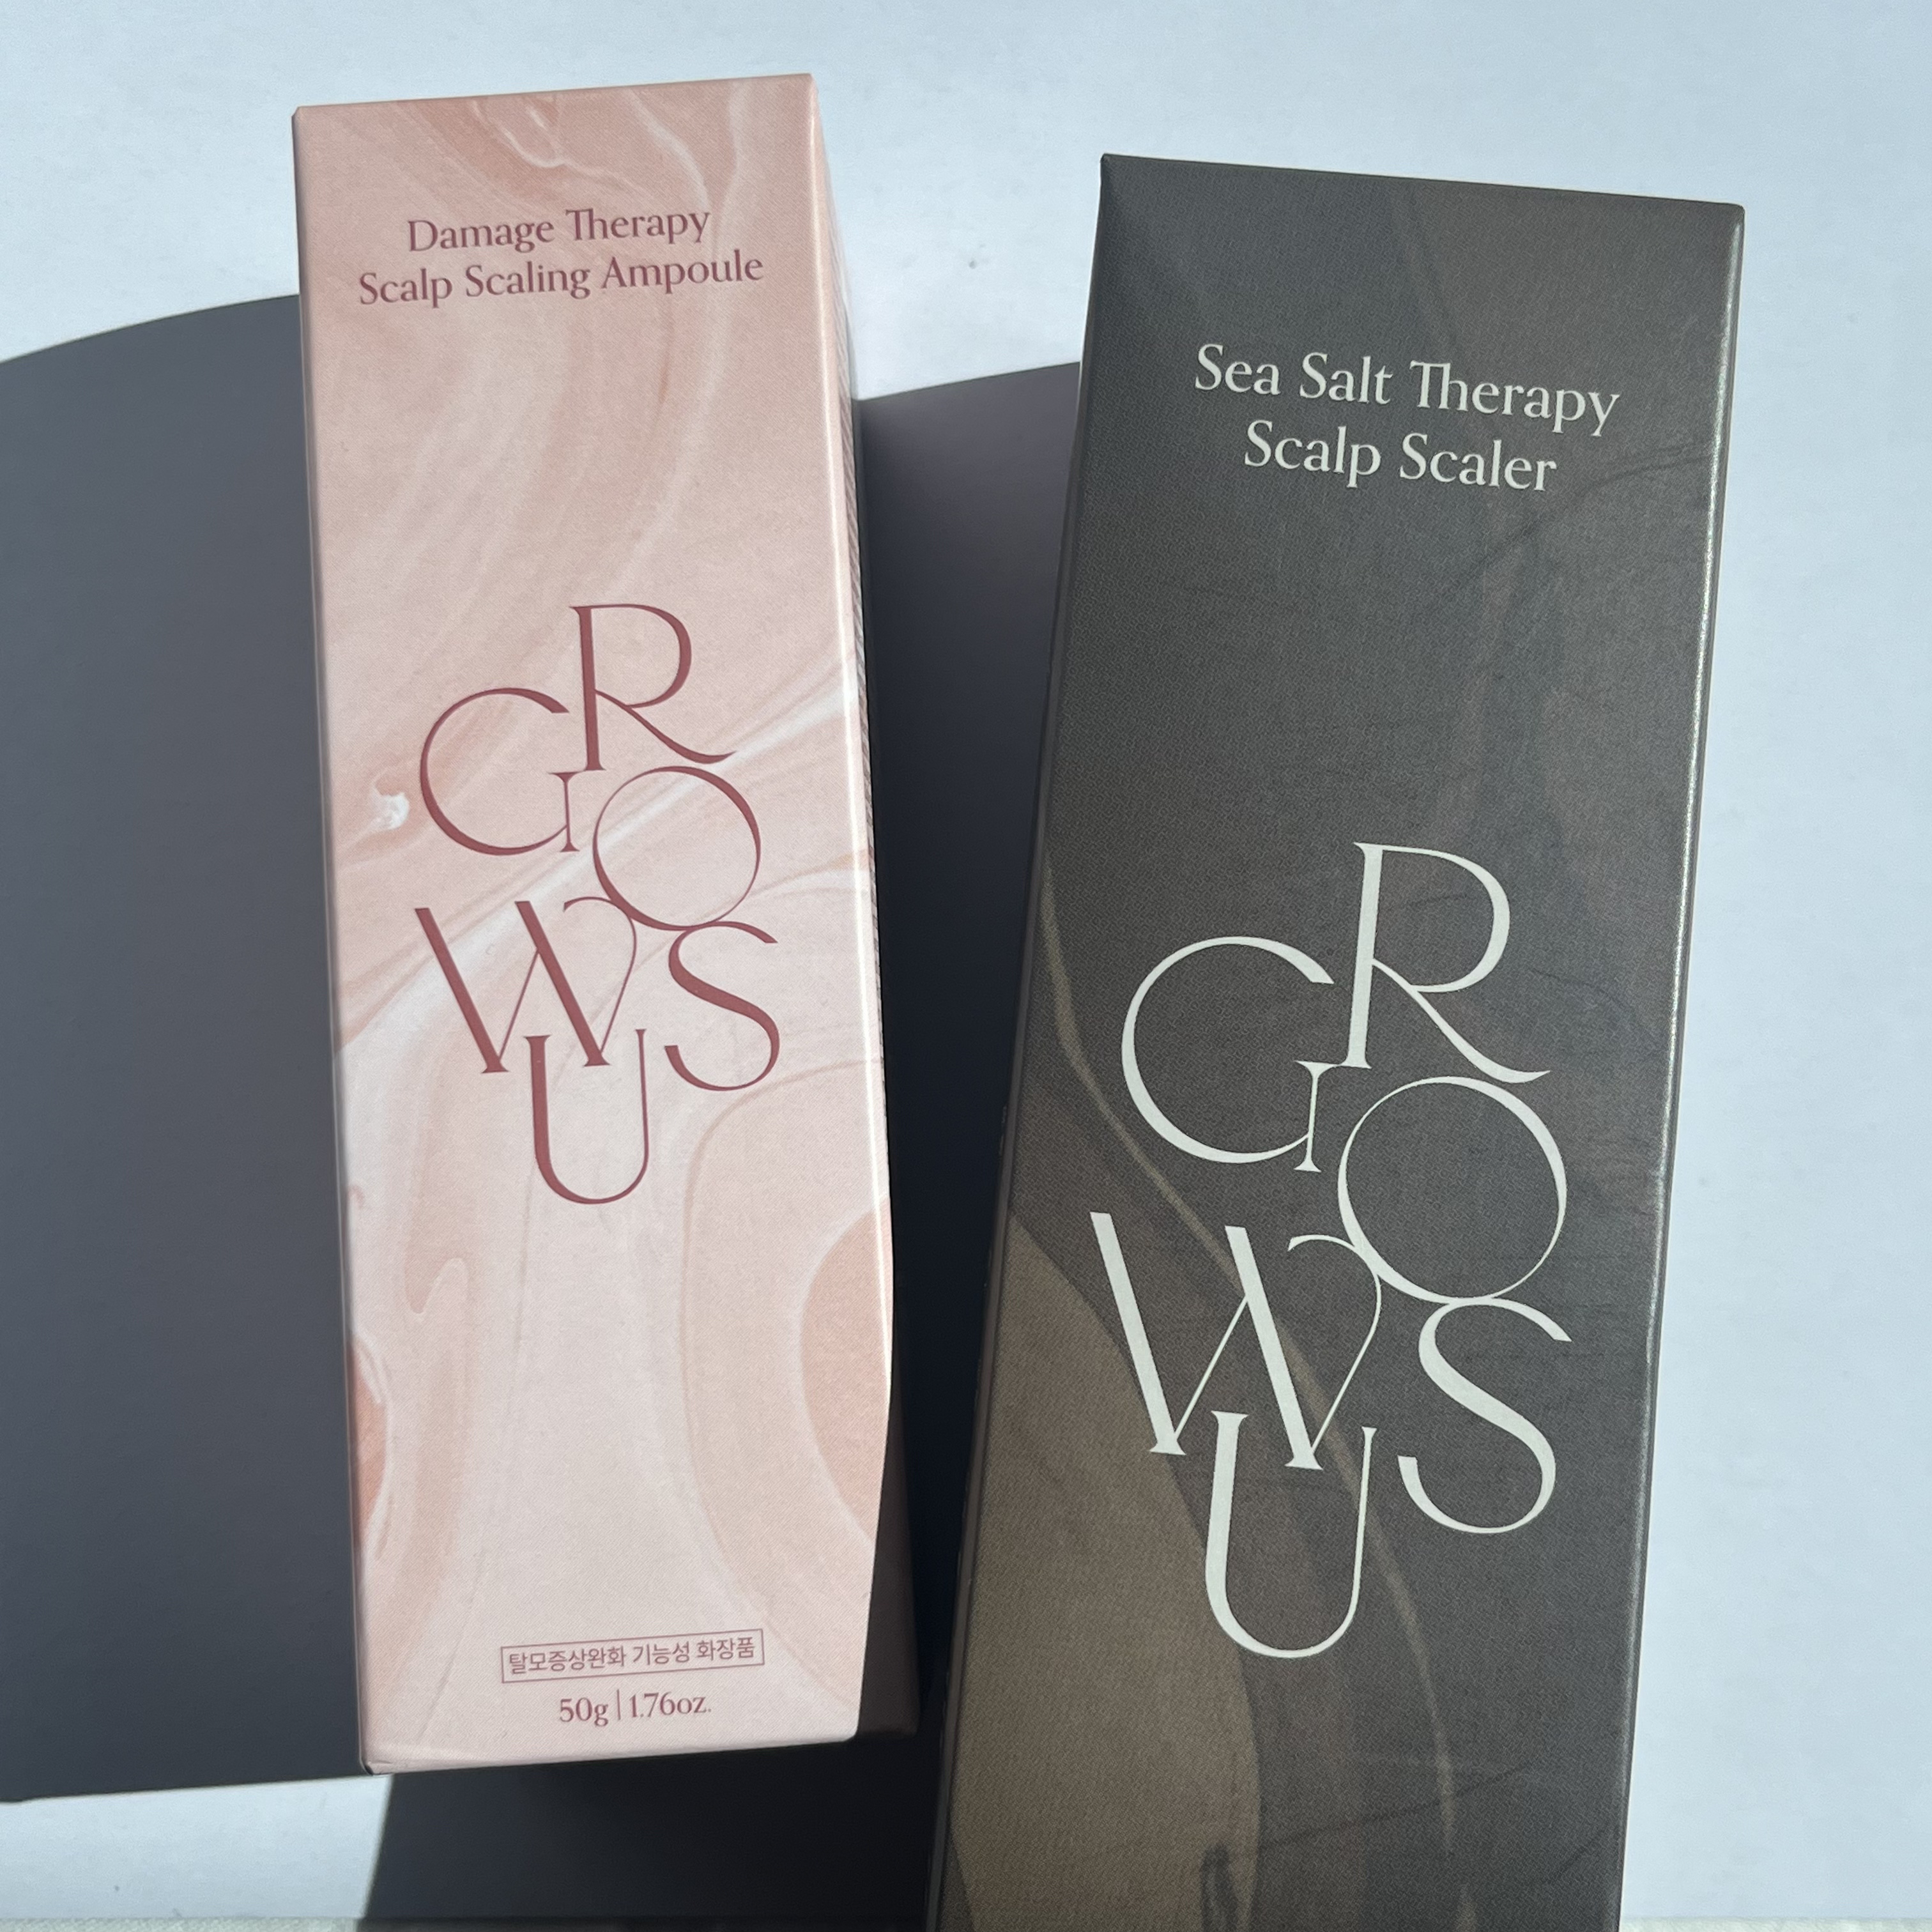 Damage Therapy
Scalp Scaling Ampoule
GROWUS
탈모증상완화 기능성 화장품
50g | 1.76oz.
Sea Salt Therapy
Scalp Scaler
GROWUS